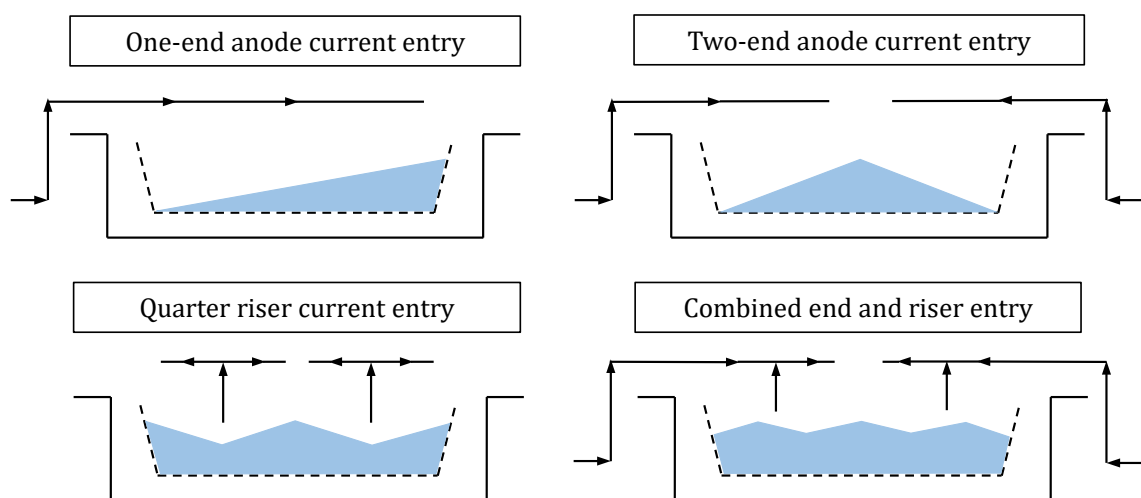 One-end anode current entry
Two-end anode current entry
Quarter riser current entry
Combined end and riser entry